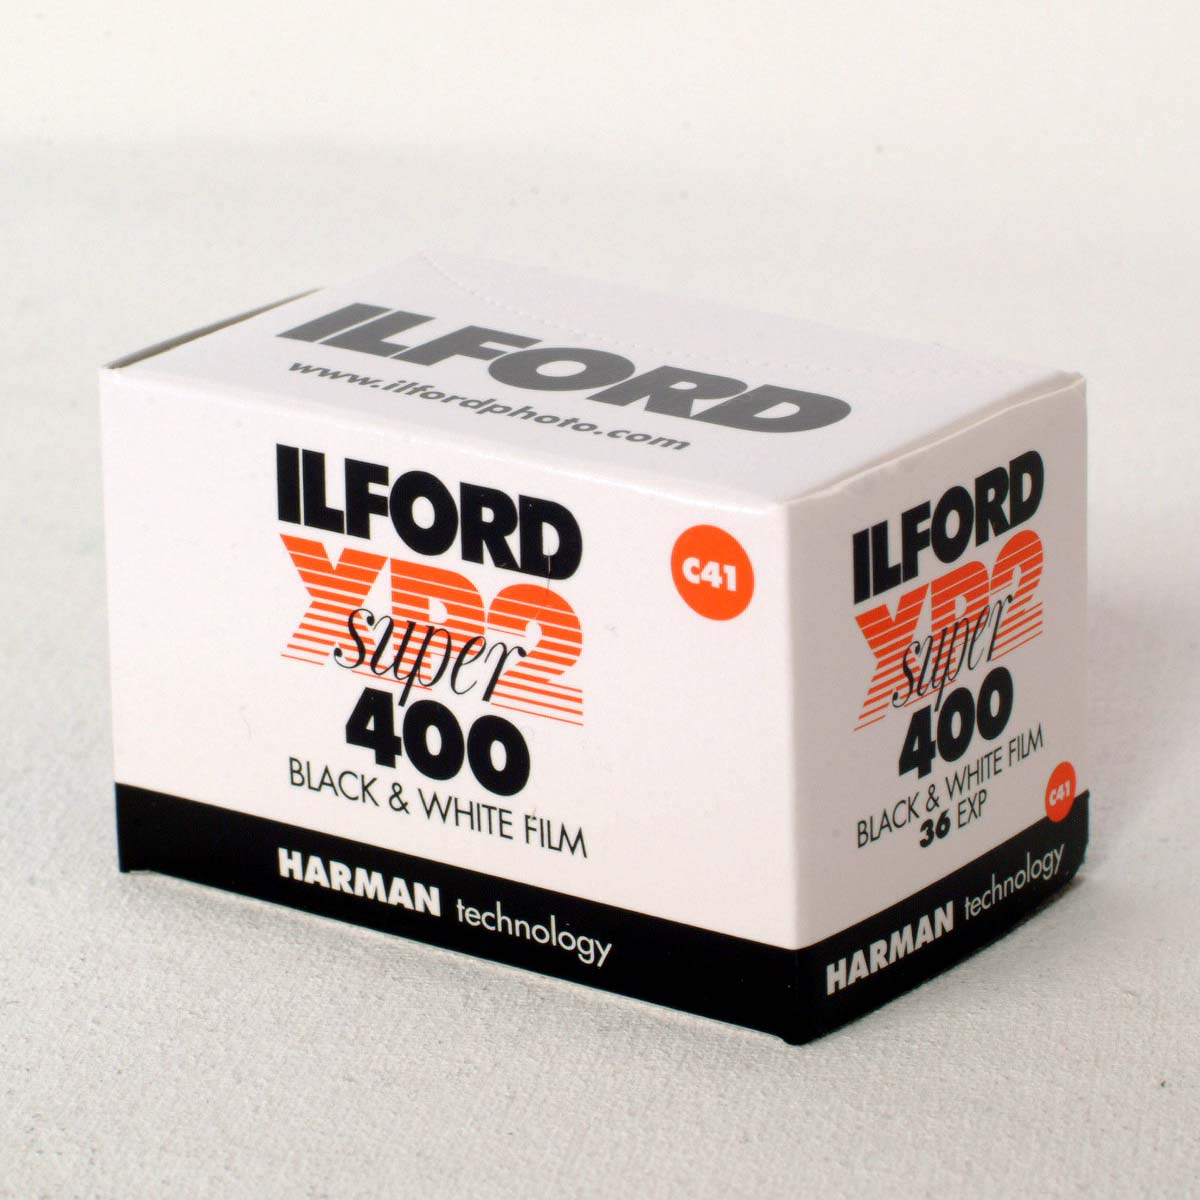 ILFORD
www.ilfordphoto.com
ILFORD
XP2
super
400
BLACK & WHITE FILM
C41
HARMAN technology
ILFORD
XP2
super
400
BLACK & WHITE FILM
36 EXP
C41
HARMAN technology